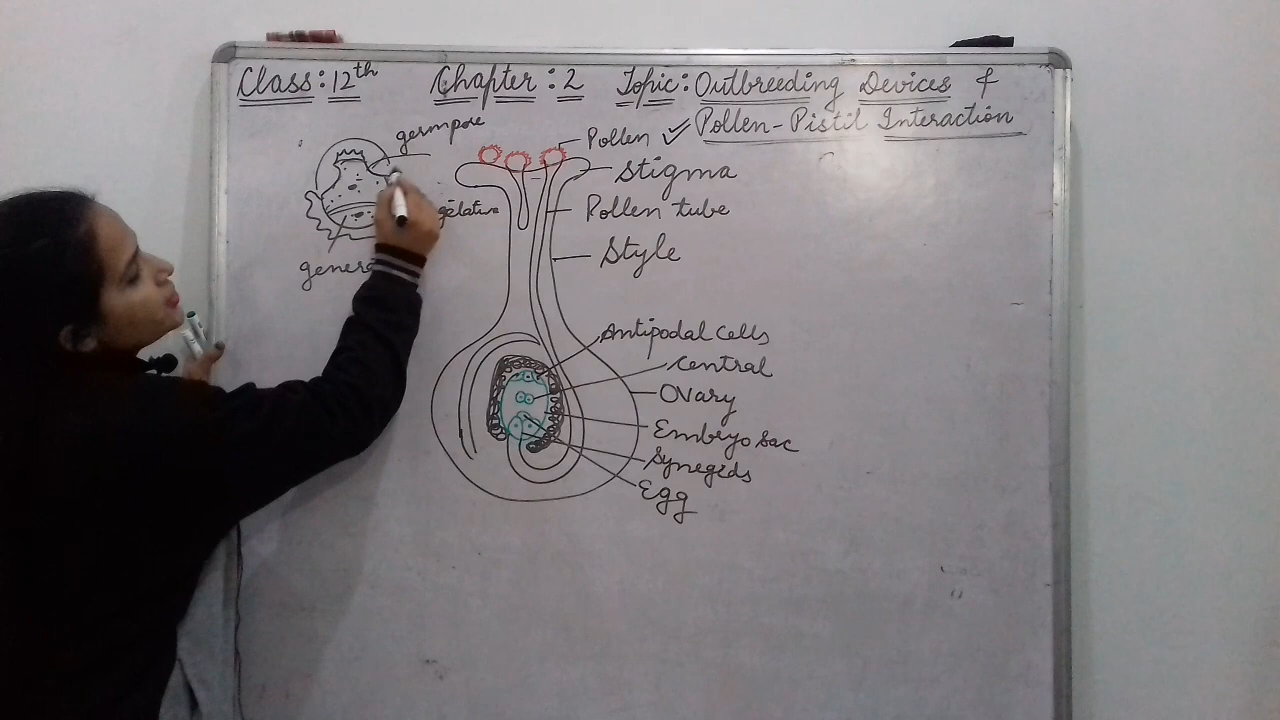 Class: 12th Chapter: 2 Topic: Outbreeding Devices &
Pollen-Pistil Interaction
germpore
Pollen
Stigma
Pollen tube
Style
Antipodal cells
Central
Ovary
Embryo sac
Synegids
Egg